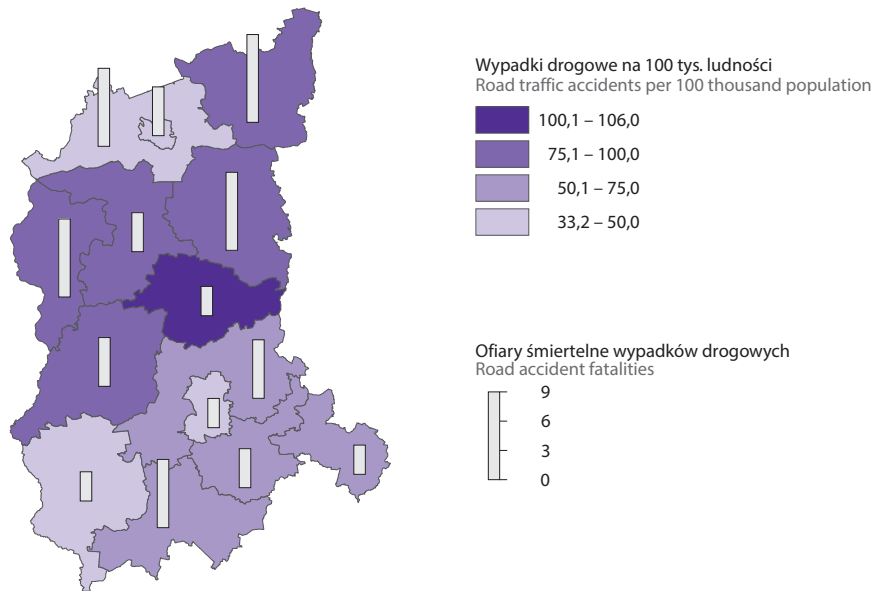 Wypadki drogowe na 100 tys. ludności
Road traffic accidents per 100 thousand population
100,1 – 106,0
75,1 – 100,0
50,1 – 75,0
33,2 – 50,0
Ofiary śmiertelne wypadków drogowych
Road accident fatalities
9
6
3
0